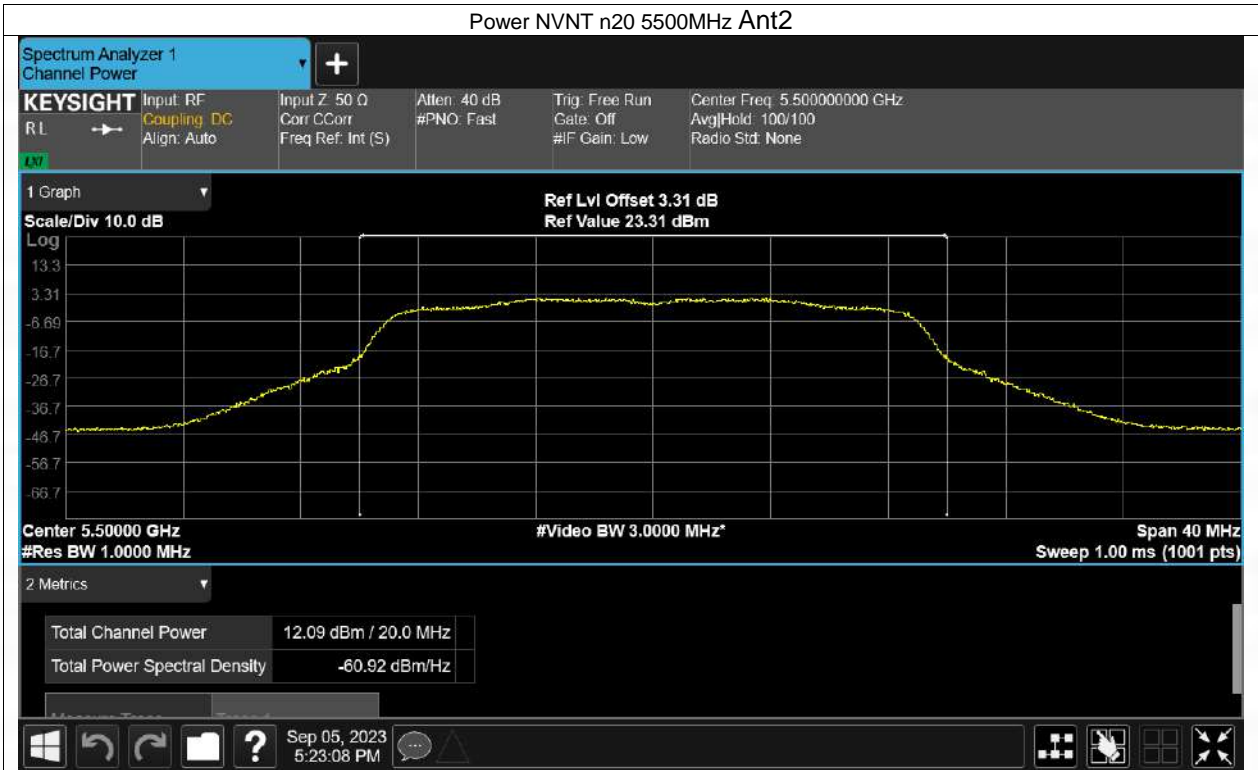 Power NVNT n20 5500MHz Ant2
Spectrum Analyzer 1
Channel Power
KEYSIGHT
RL
LXI
Input: RF
Coupling: DC
Align: Auto
Input Z: 50 Ω
Corr CCorr
Freq Ref: Int (S)
Atten: 40 dB
#PNO: Fast
Trig: Free Run
Gate: Off
#IF Gain: Low
Center Freq: 5.500000000 GHz
Avg|Hold: 100/100
Radio Std: None
1 Graph
Scale/Div 10.0 dB
Ref Lvl Offset 3.31 dB
Ref Value 23.31 dBm
Log
13.3
3.31
-6.69
-16.7
-26.7
-36.7
-46.7
-56.7
-66.7
Center 5.50000 GHz
#Video BW 3.0000 MHz*
Span 40 MHz
#Res BW 1.0000 MHz
Sweep 1.00 ms (1001 pts)
2 Metrics
Total Channel Power 12.09 dBm / 20.0 MHz
Total Power Spectral Density -60.92 dBm/Hz
Sep 05, 2023
5:23:08 PM